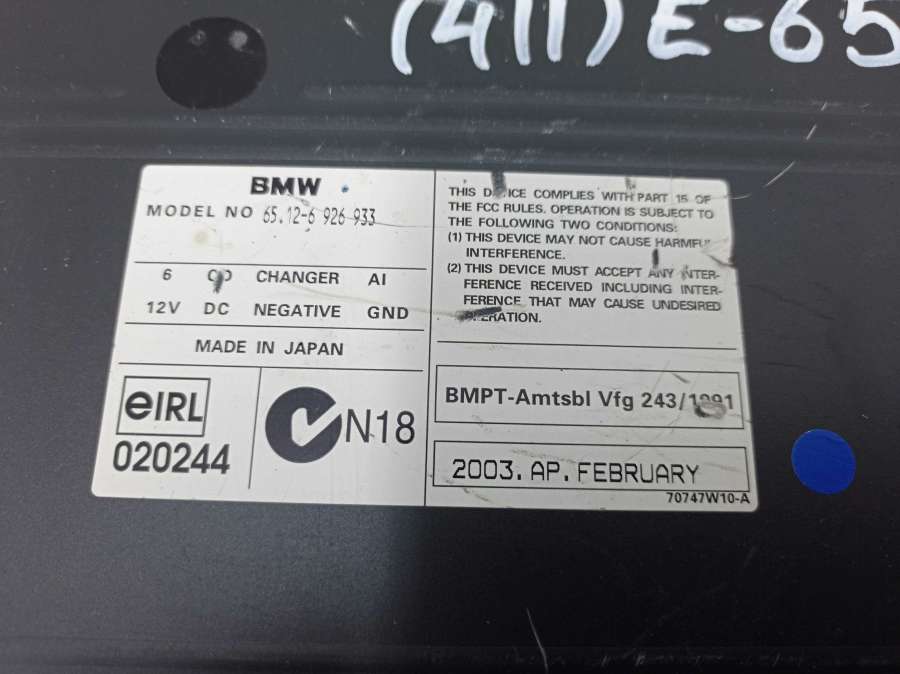 (411) E-65
BMW
MODEL NO 65.12-6 926 933
6 CHANGER AI
12V DC NEGATIVE GND
MADE IN JAPAN
eIRL
020244
N18
THIS DEVICE COMPLIES WITH PART 15 OF
THE FCC RULES. OPERATION IS SUBJECT TO
THE FOLLOWING TWO CONDITIONS:
(1) THIS DEVICE MAY NOT CAUSE HARMFUL
INTERFERENCE.
(2) THIS DEVICE MUST ACCEPT ANY INTER-
FERENCE RECEIVED INCLUDING INTER-
FERENCE THAT MAY CAUSE UNDESIRED
OPERATION.
BMPT-Amtsbl Vfg 243/1991
2003. AP. FEBRUARY
70747W10-A